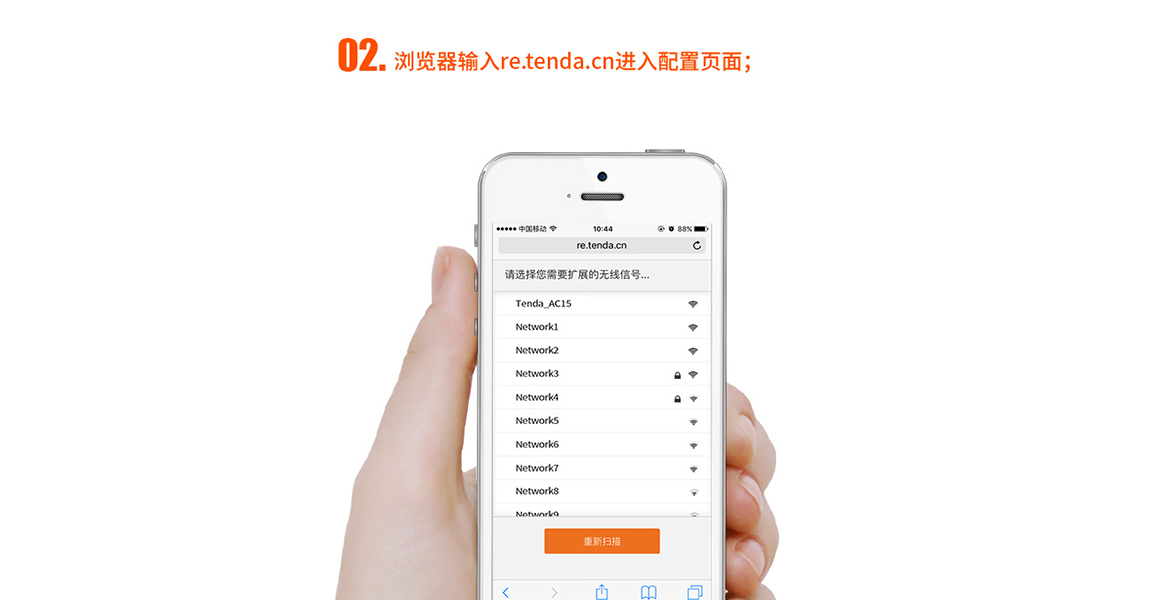 02. 浏览器输入re.tenda.cn进入配置页面；
中国移动 10:44 88%
re.tenda.cn
请选择您需要扩展的无线信号...
Tenda_AC15
Network1
Network2
Network3
Network4
Network5
Network6
Network7
Network8
Network9
重新扫描